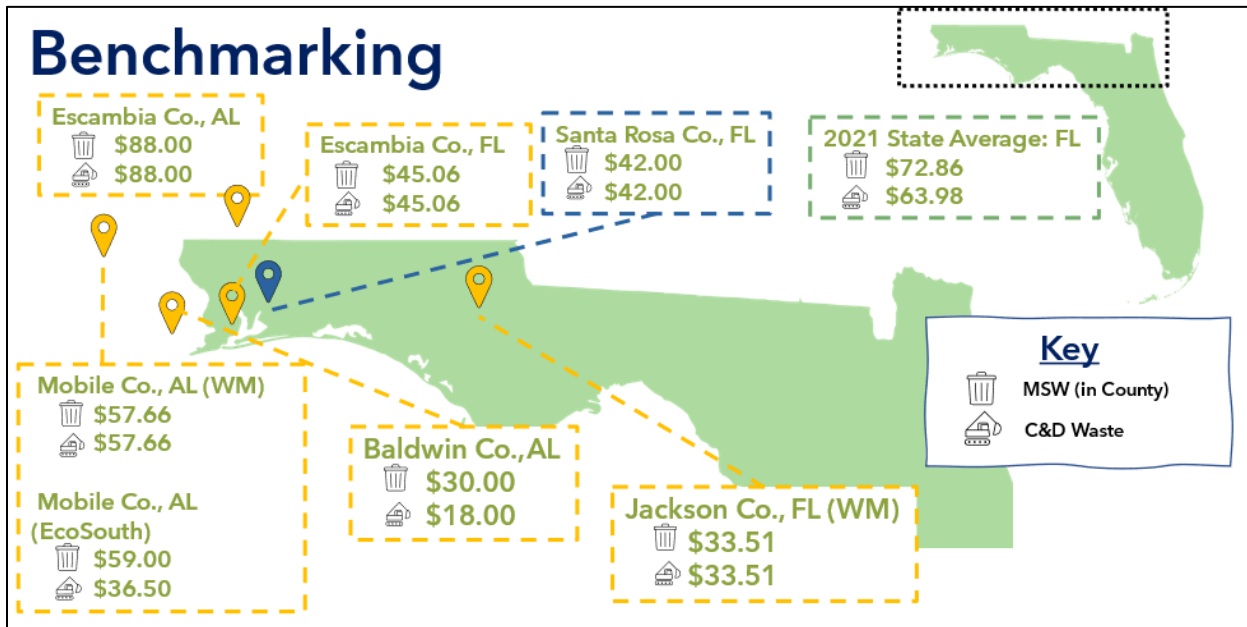 Benchmarking
Escambia Co., AL
$88.00
$88.00
Escambia Co., FL
$45.06
$45.06
Santa Rosa Co., FL
$42.00
$42.00
2021 State Average: FL
$72.86
$63.98
Mobile Co., AL (WM)
$57.66
$57.66
Mobile Co., AL
(EcoSouth)
$59.00
$36.50
Baldwin Co., AL
$30.00
$18.00
Jackson Co., FL (WM)
$33.51
$33.51
Key
MSW (in County)
C&D Waste